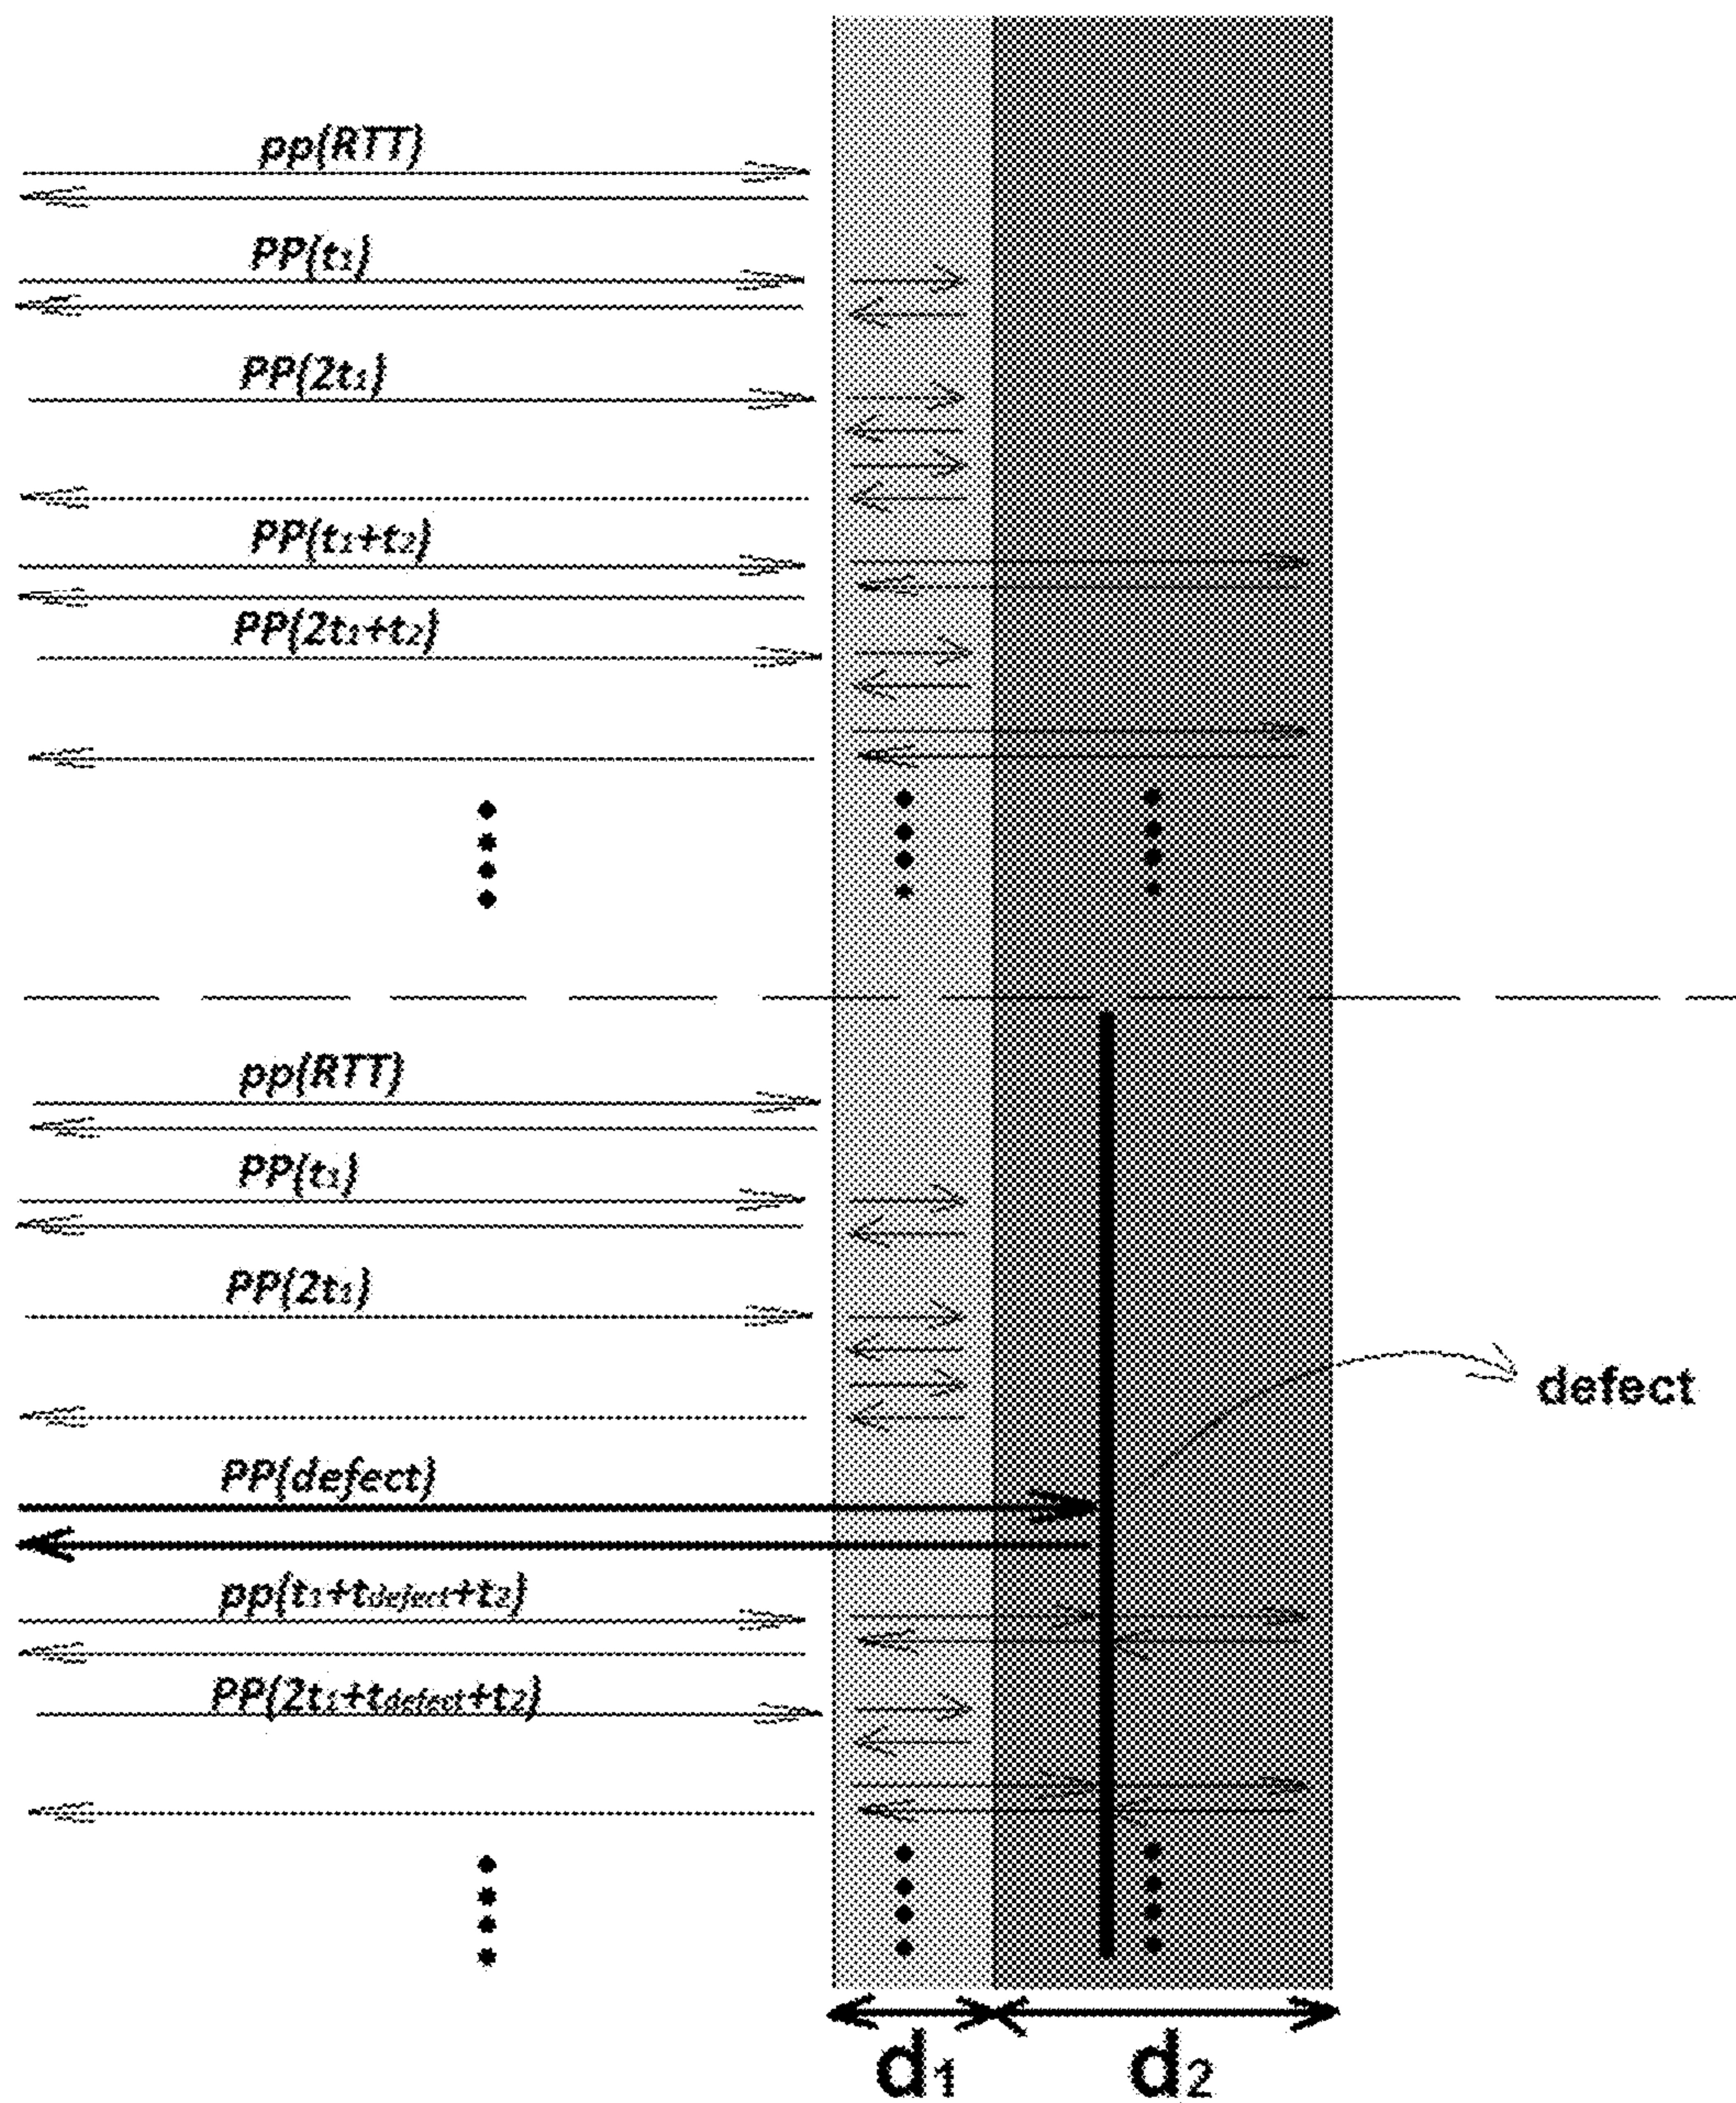 pp(RTT)
PP(t₁)
PP(2t₁)
PP(t₁+t₂)
PP(2t₁+t₂)
pp(RTT)
PP(t₁)
PP(2t₁)
defect
PP(defect)
pp(t₁+tdefect+t₂)
PP(2t₁+tdefect+t₂)
d₁ d₂